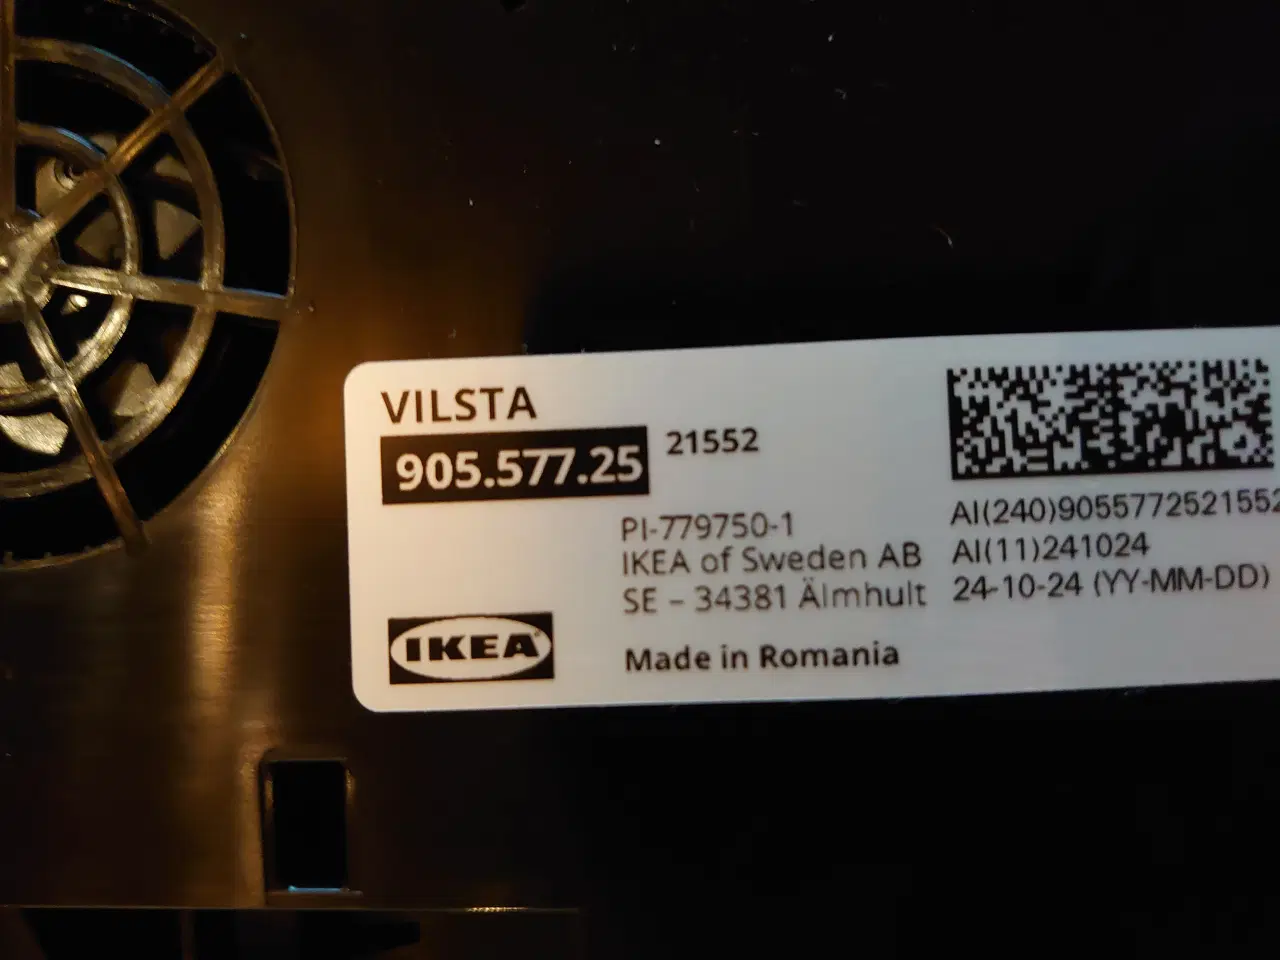 VILSTA
905.577.25 21552
PI-779750-1
IKEA of Sweden AB
SE – 34381 Älmhult
Made in Romania
IKEA®
AI(240)9055772521552
AI(11)241024
24-10-24 (YY-MM-DD)